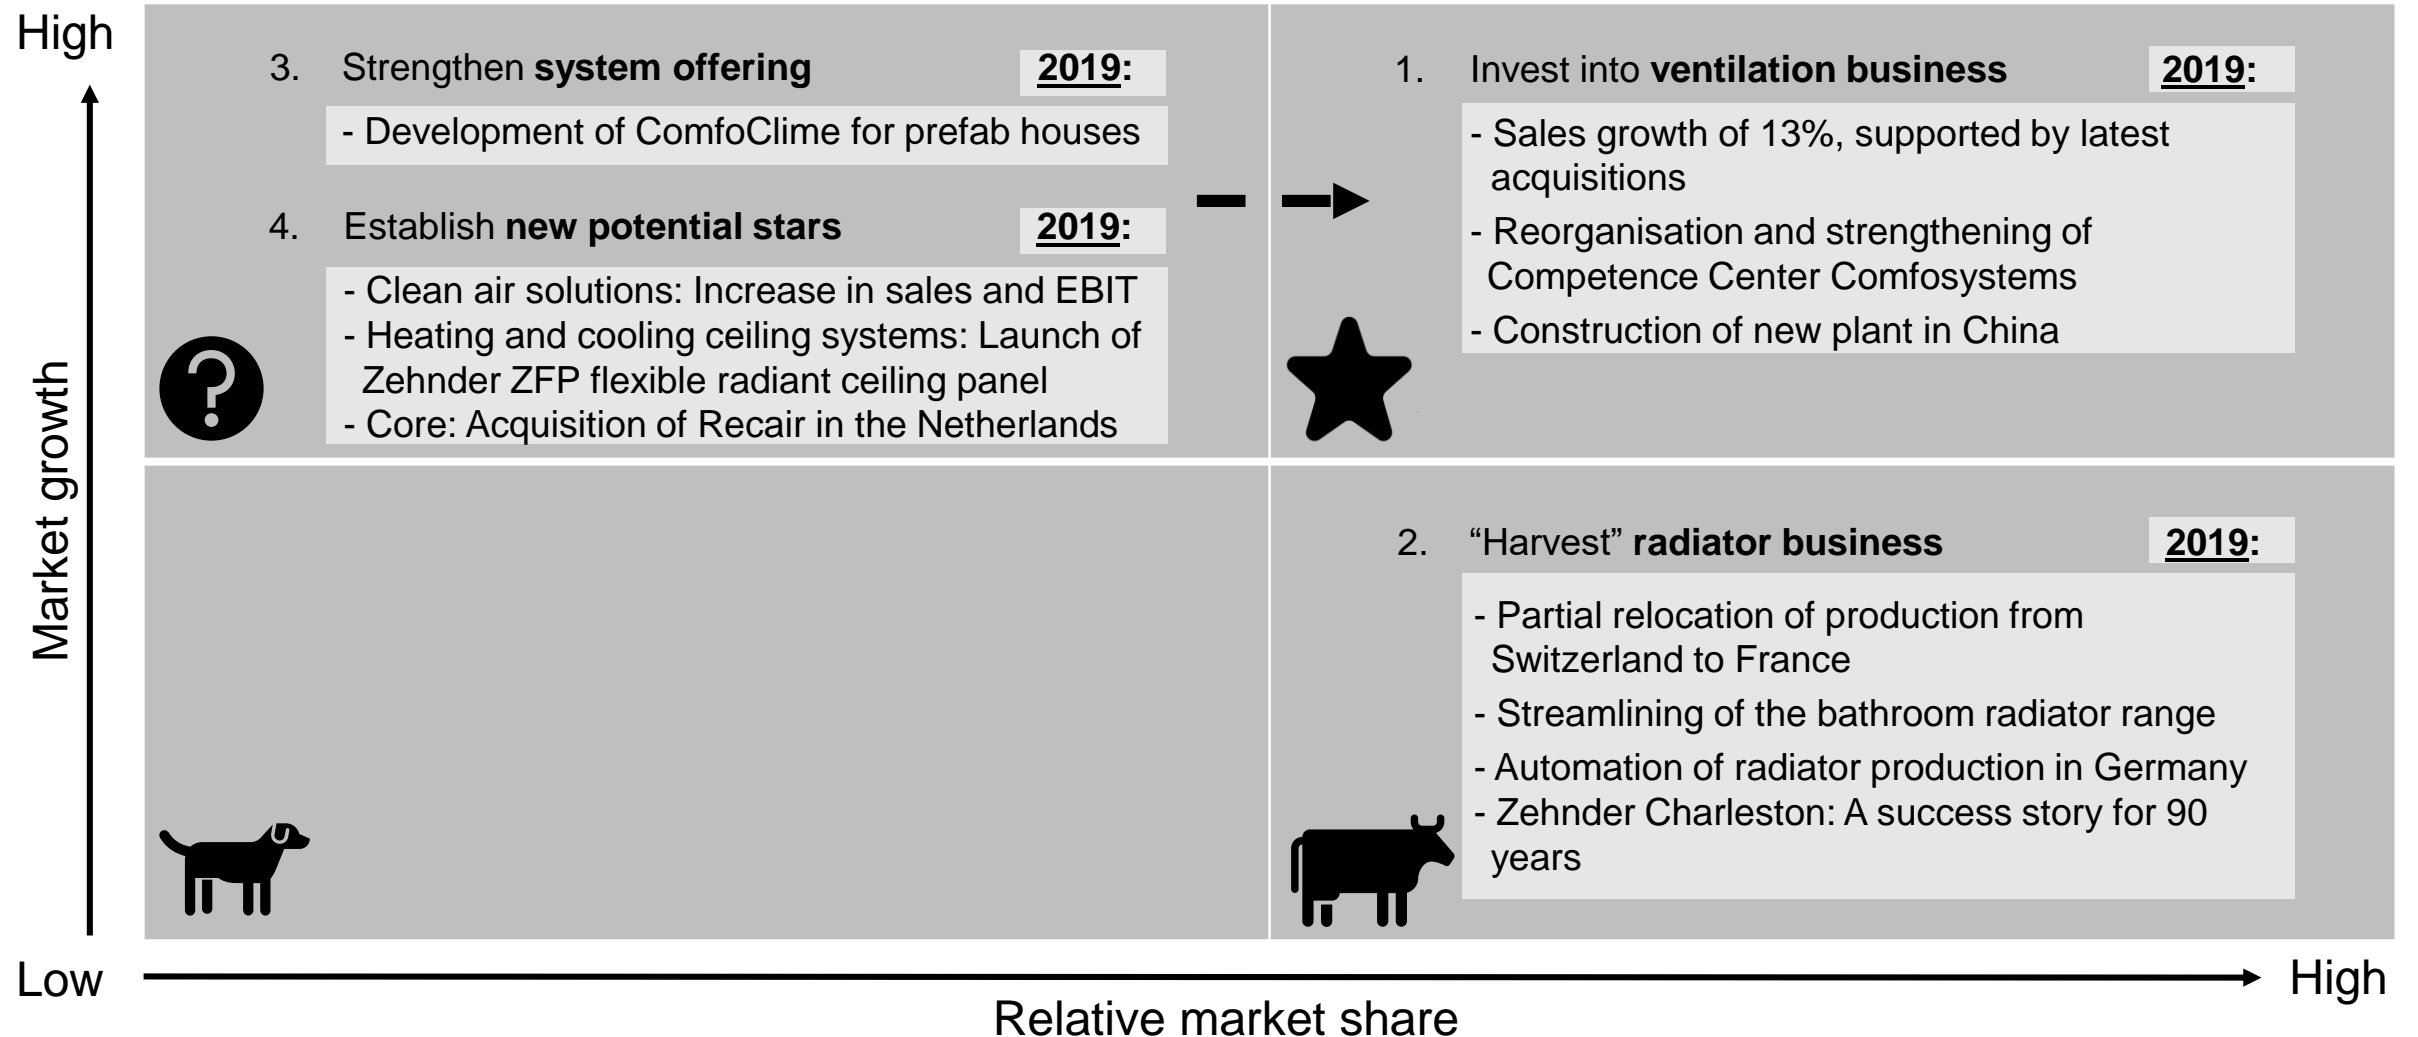 High
3. Strengthen system offering 2019:
- Development of ComfoClime for prefab houses
4. Establish new potential stars 2019:
- Clean air solutions: Increase in sales and EBIT
- Heating and cooling ceiling systems: Launch of
Zehnder ZFP flexible radiant ceiling panel
- Core: Acquisition of Recair in the Netherlands
1. Invest into ventilation business 2019:
- Sales growth of 13%, supported by latest
acquisitions
- Reorganisation and strengthening of
Competence Center Comfosystems
- Construction of new plant in China
2. “Harvest” radiator business 2019:
- Partial relocation of production from
Switzerland to France
- Streamlining of the bathroom radiator range
- Automation of radiator production in Germany
- Zehnder Charleston: A success story for 90
years
Market growth
Low
High
Relative market share